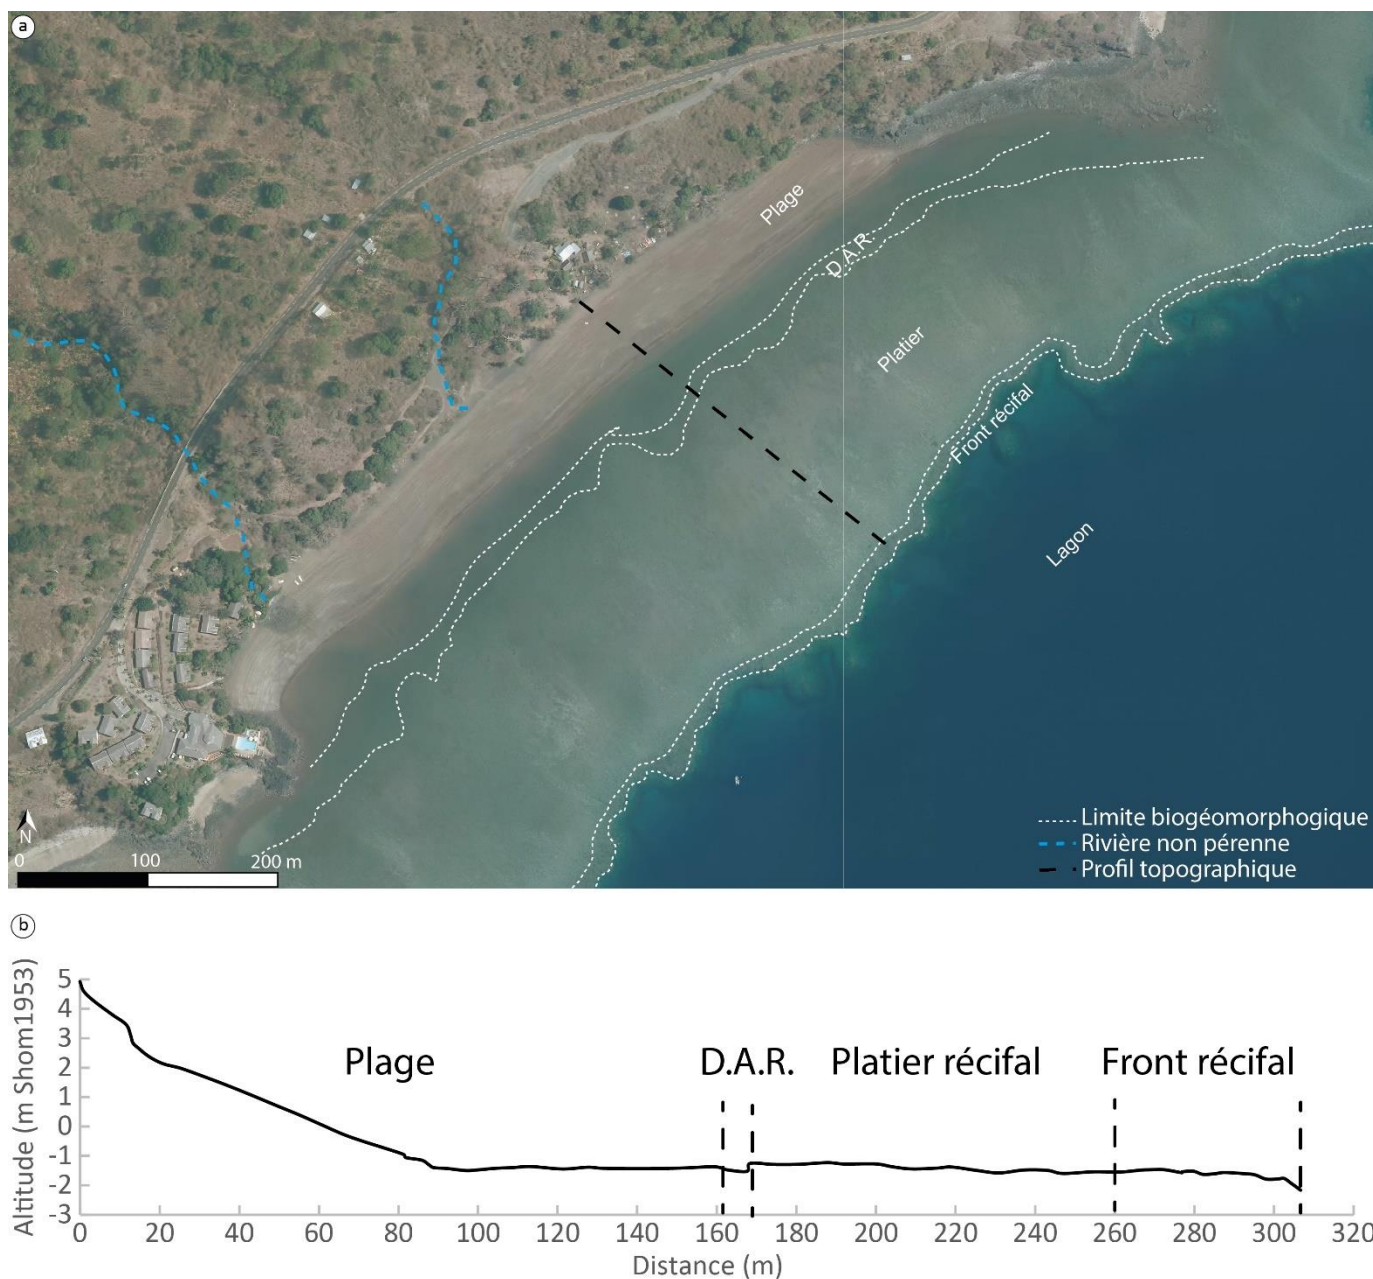 a
Plage
D.A.R.
Platier
Front récifal
Lagon
N
0 100 200 m
Limite biogéomorphogique
Rivière non pérenne
Profil topographique
b
Altitude (m Shom1953)
5
4
3
2
1
0
-1
-2
-3
Plage D.A.R. Platier récifal Front récifal
0 20 40 60 80 100 120 140 160 180 200 220 240 260 280 300 320
Distance (m)